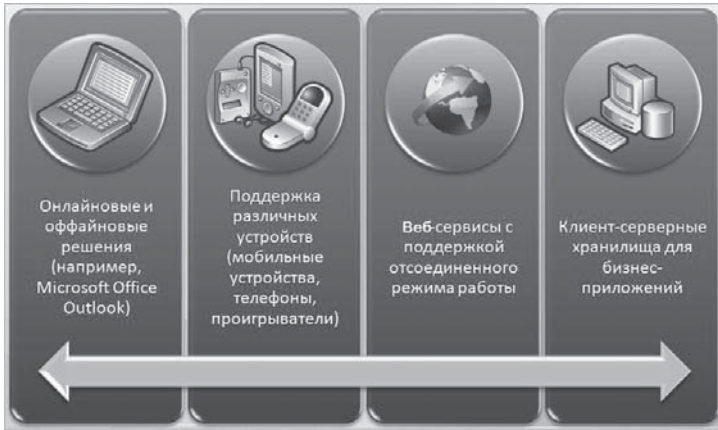 Онлайновые и
оффайновые
решения
(например,
Microsoft Office
Outlook)
Поддержка
различных
устройств
(мобильные
устройства,
телефоны,
проигрыватели)
Веб-сервисы с
поддержкой
отсоединенного
режима работы
Клиент-серверные
хранилища для
бизнес-
приложений